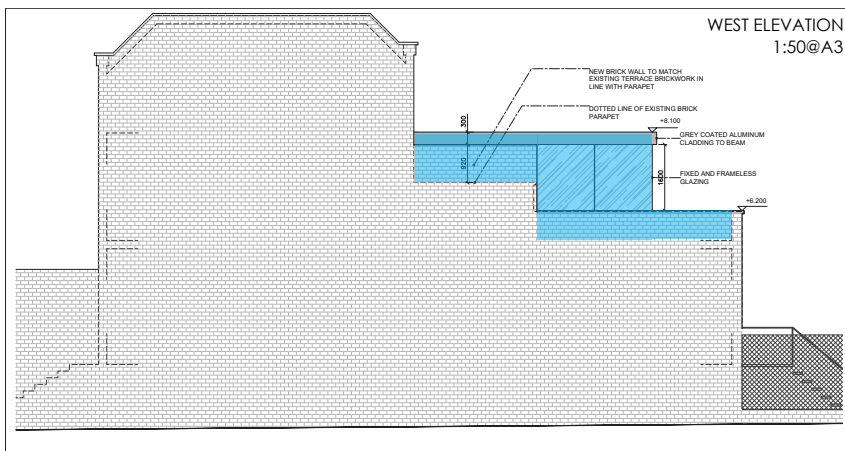 WEST ELEVATION
1:50@A3
NEW BRICK WALL TO MATCH
EXISTING TERRACE BRICKWORK IN
LINE WITH PARAPET
DOTTED LINE OF EXISTING BRICK
PARAPET
300
+8.100
GREY COATED ALUMINUM
CLADDING TO BEAM
920
1600
FIXED AND FRAMELESS
GLAZING
+6.200